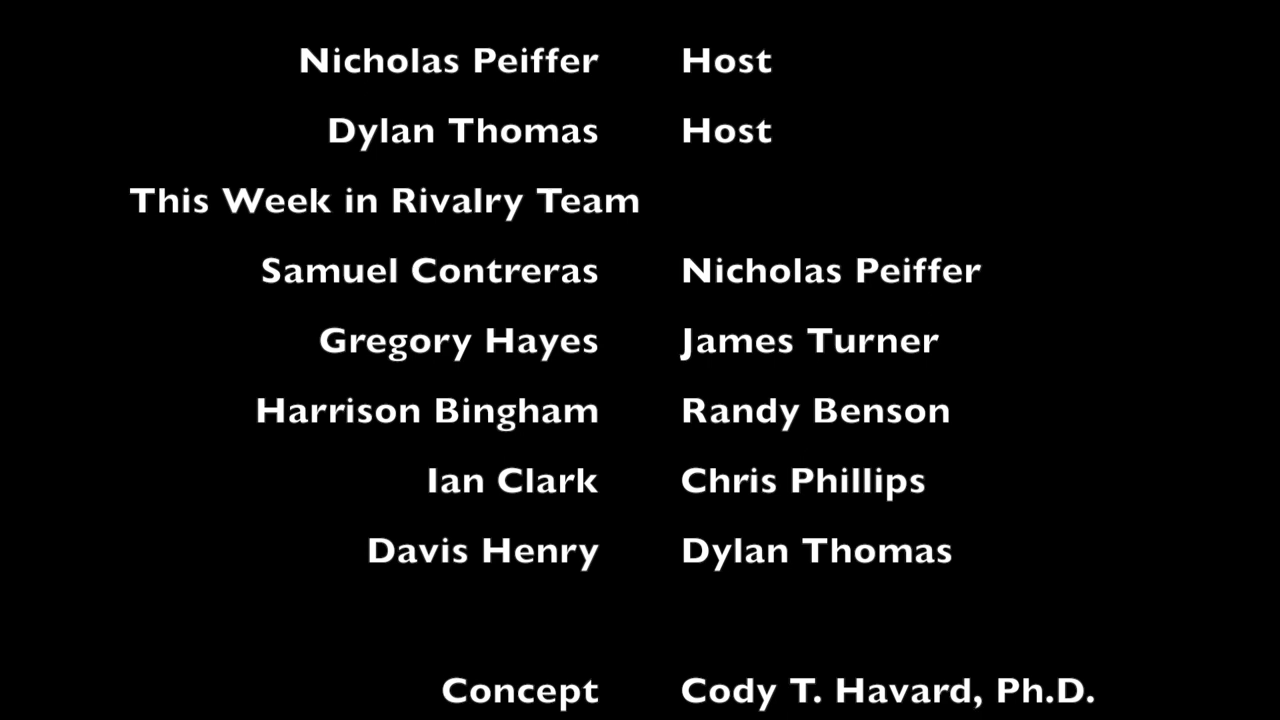 Nicholas Peiffer Host
Dylan Thomas Host
This Week in Rivalry Team
Samuel Contreras Nicholas Peiffer
Gregory Hayes James Turner
Harrison Bingham Randy Benson
Ian Clark Chris Phillips
Davis Henry Dylan Thomas
Concept Cody T. Havard, Ph.D.